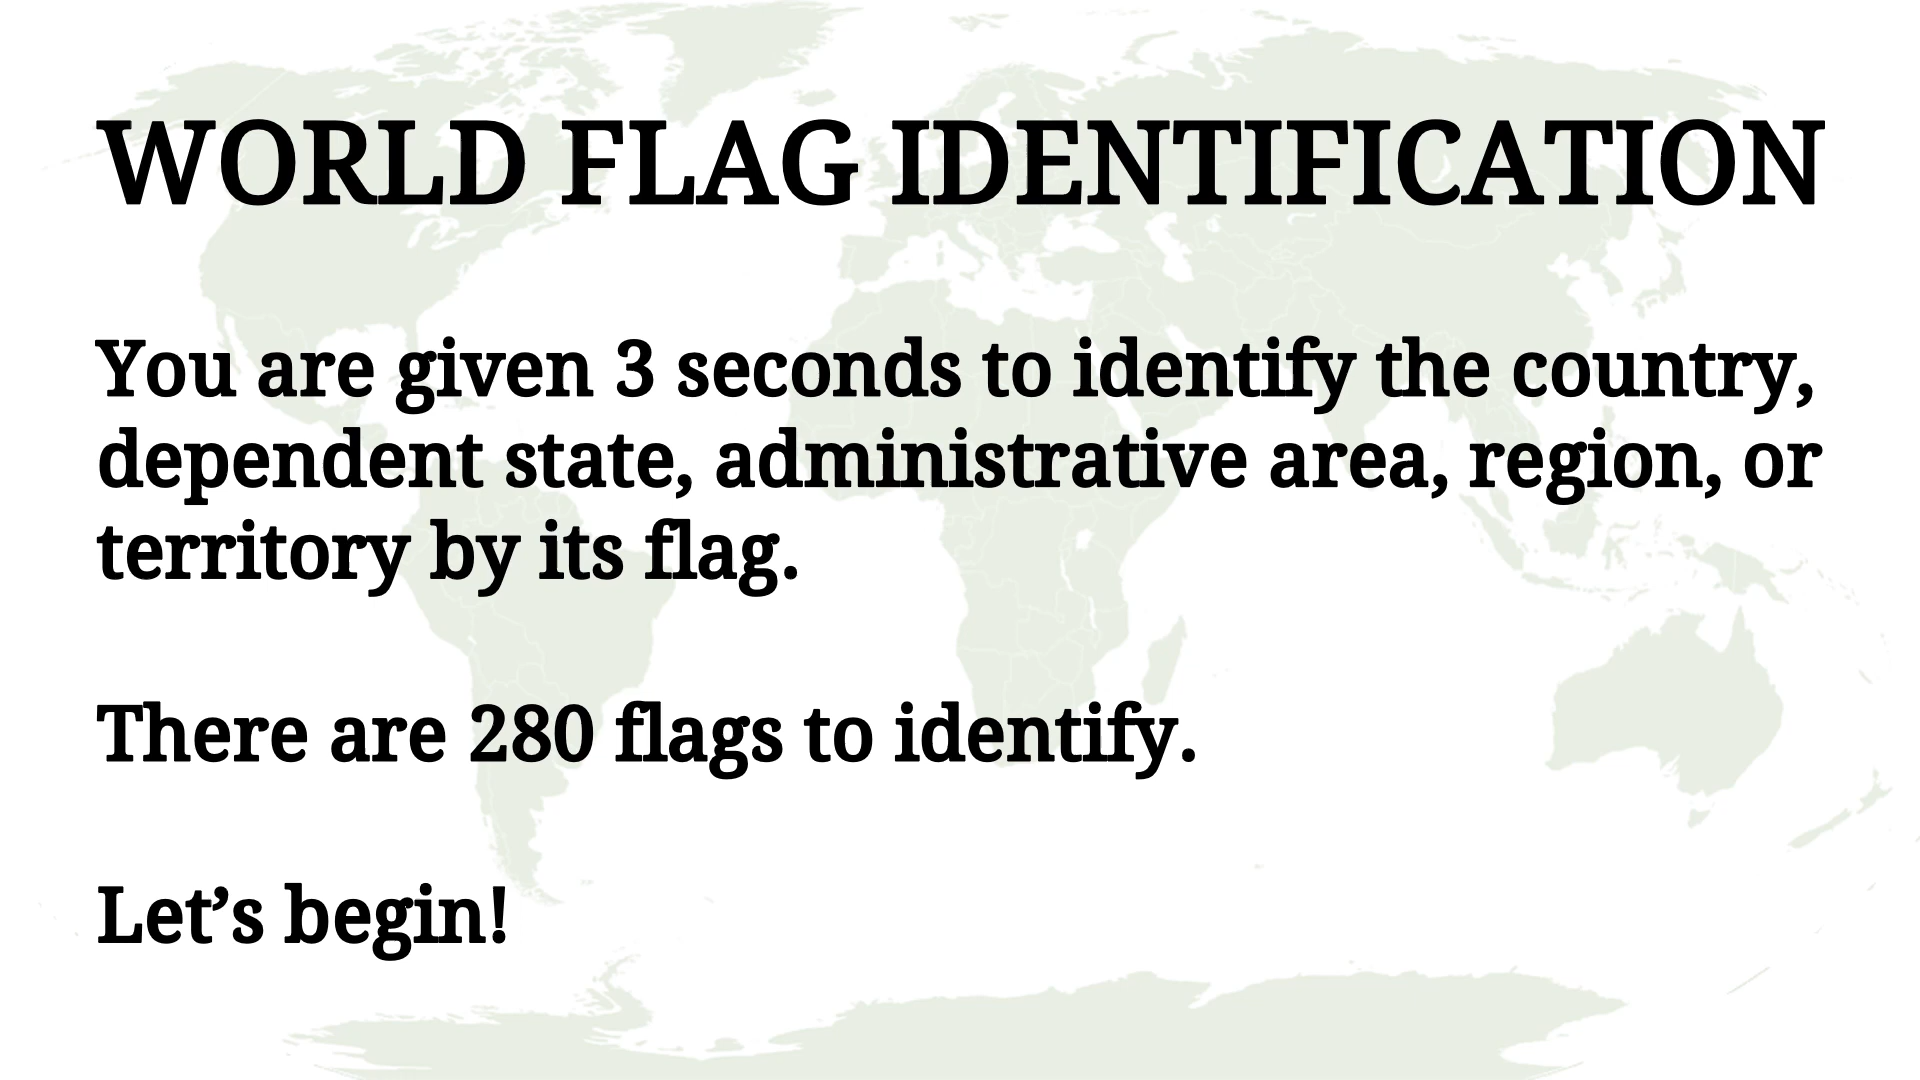 WORLD FLAG IDENTIFICATION
You are given 3 seconds to identify the country,
dependent state, administrative area, region, or
territory by its flag.
There are 280 flags to identify.
Let’s begin!